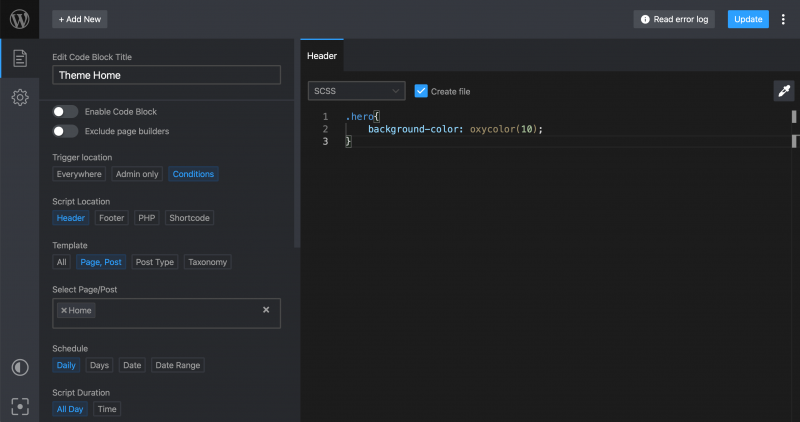 + Add New
Read error log
Update
Edit Code Block Title
Theme Home
Enable Code Block
Exclude page builders
Trigger location
Everywhere Admin only Conditions
Script Location
Header Footer PHP Shortcode
Template
All Page, Post Post Type Taxonomy
Select Page/Post
×Home ×
Schedule
Daily Days Date Date Range
Script Duration
All Day Time
Header
SCSS Create file
1 .hero{
2 background-color: oxycolor(10);
3 }